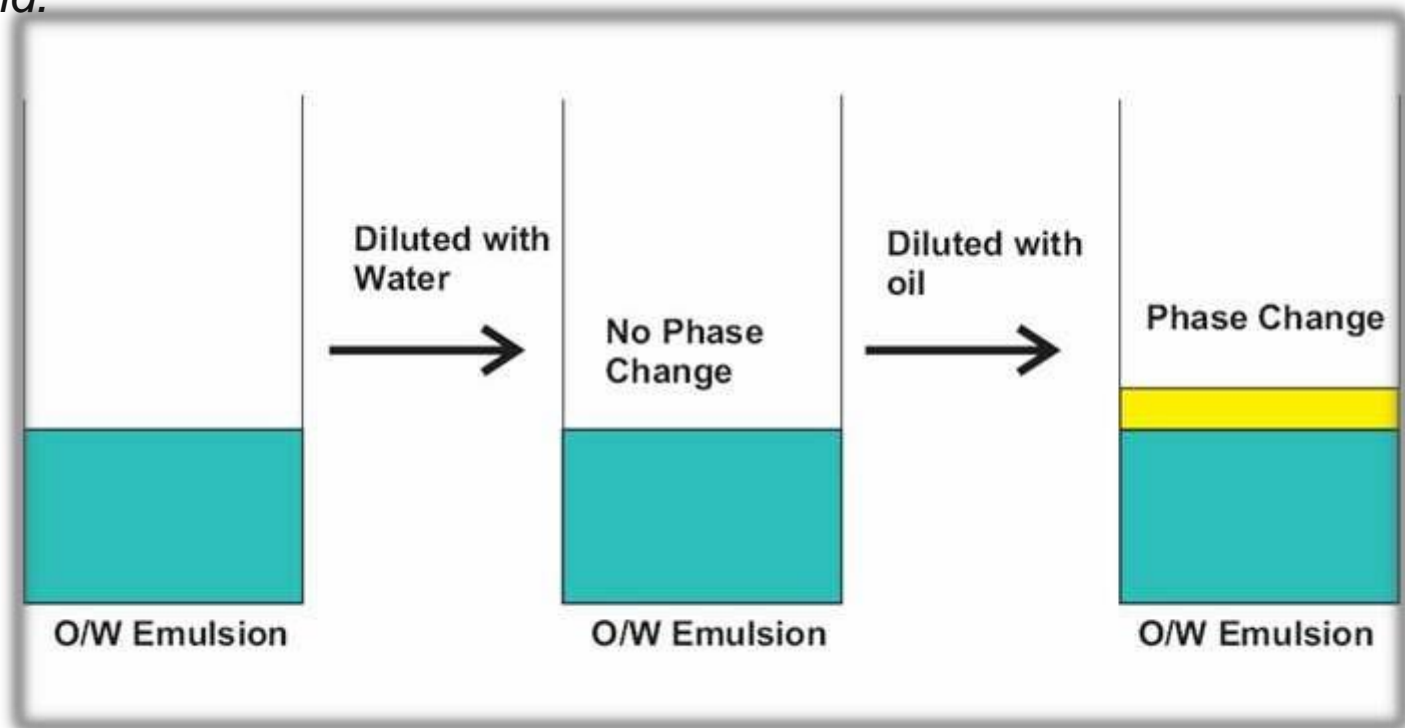 Diluted with
Water
No Phase
Change
Diluted with
oil
Phase Change
O/W Emulsion
O/W Emulsion
O/W Emulsion